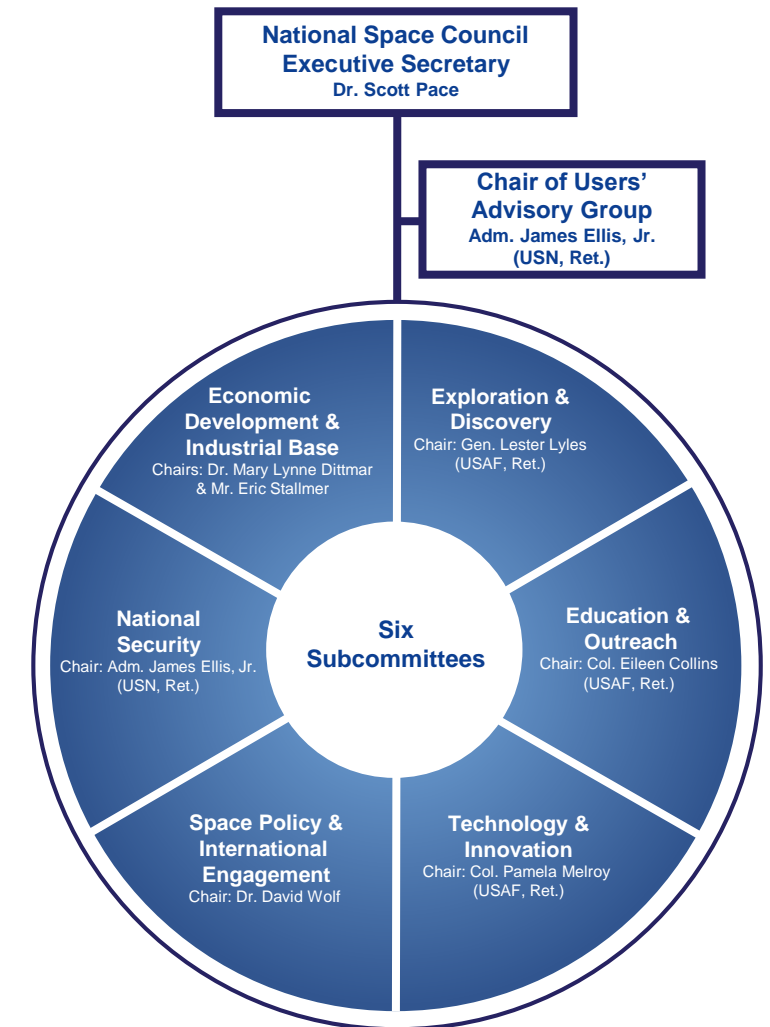 National Space Council
Executive Secretary
Dr. Scott Pace
Chair of Users'
Advisory Group
Adm. James Ellis, Jr.
(USN, Ret.)
Economic
Development &
Industrial Base
Chairs: Dr. Mary Lynne Dittmar
& Mr. Eric Stallmer
Exploration &
Discovery
Chair: Gen. Lester Lyles
(USAF, Ret.)
National
Security
Chair: Adm. James Ellis, Jr.
(USN, Ret.)
Six
Subcommittees
Education &
Outreach
Chair: Col. Eileen Collins
(USAF, Ret.)
Space Policy &
International
Engagement
Chair: Dr. David Wolf
Technology &
Innovation
Chair: Col. Pamela Melroy
(USAF, Ret.)